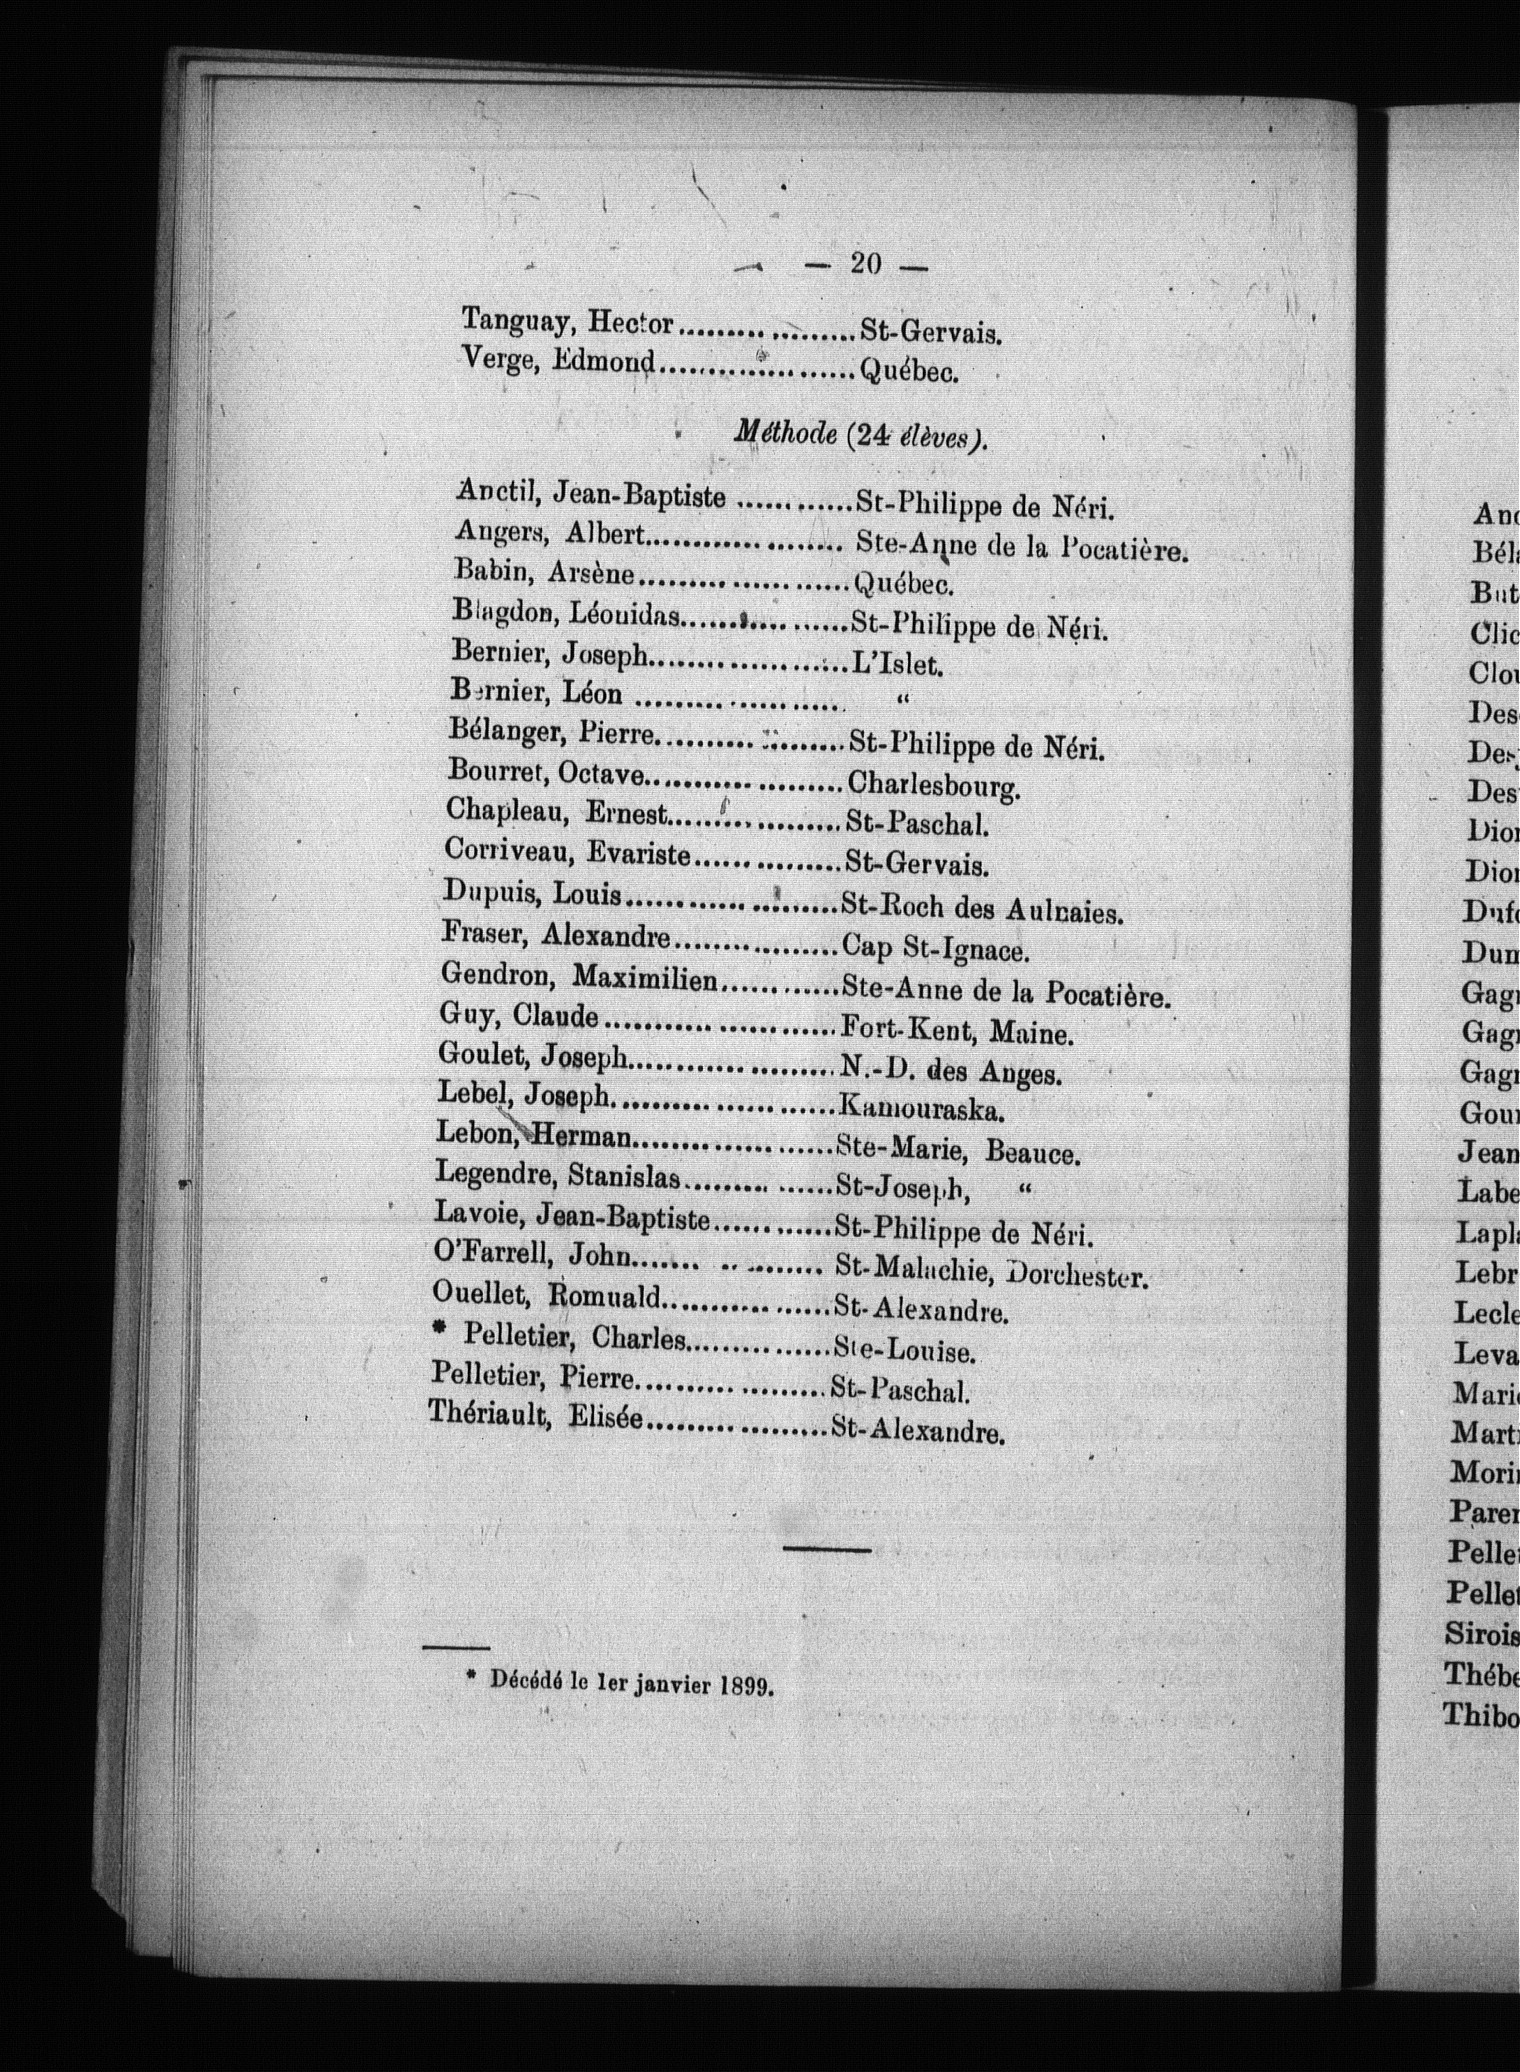 — 20 —
Tanguay, Hector.................... St-Gervais.
Verge, Edmond...................... Québec.
Méthode (24 élèves).
Anctil, Jean-Baptiste ............ St-Philippe de Néri.
Angers, Albert...................... Ste-Anne de la Pocatière.
Babin, Arsène....................... Québec.
Blagdon, Léonidas.................. St-Philippe de Néri.
Bernier, Joseph..................... L'Islet.
Bernier, Léon ....................... “
Bélanger, Pierre.................... St-Philippe de Néri.
Bourret, Octave..................... Charlesbourg.
Chapleau, Ernest................... St-Paschal.
Corriveau, Evariste................ St-Gervais.
Dupuis, Louis....................... St-Roch des Aulnaies.
Fraser, Alexandre.................. Cap St-Ignace.
Gendron, Maximilien............. Ste-Anne de la Pocatière.
Guy, Claude......................... Fort-Kent, Maine.
Goulet, Joseph...................... N.-D. des Anges.
Lebel, Joseph........................ Kamouraska.
Lebon, Herman..................... Ste-Marie, Beauce.
Legendre, Stanislas................ St-Joseph, “
Lavoie, Jean-Baptiste............. St-Philippe de Néri.
O'Farrell, John...................... St-Malachie, Dorchester.
Ouellet, Romuald.................. St-Alexandre.
* Pelletier, Charles................ Ste-Louise.
Pelletier, Pierre..................... St-Paschal.
Thériault, Elisée.................... St-Alexandre.
* Décédé le 1er janvier 1899.